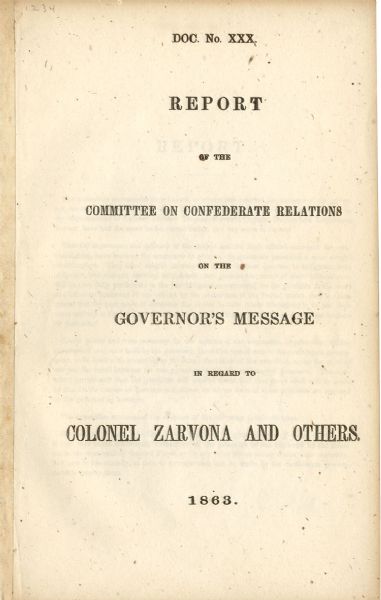 1234
DOC. No. XXX.
REPORT
OF THE
COMMITTEE ON CONFEDERATE RELATIONS
ON THE
GOVERNOR'S MESSAGE
IN REGARD TO
COLONEL ZARVONA AND OTHERS.
1863.